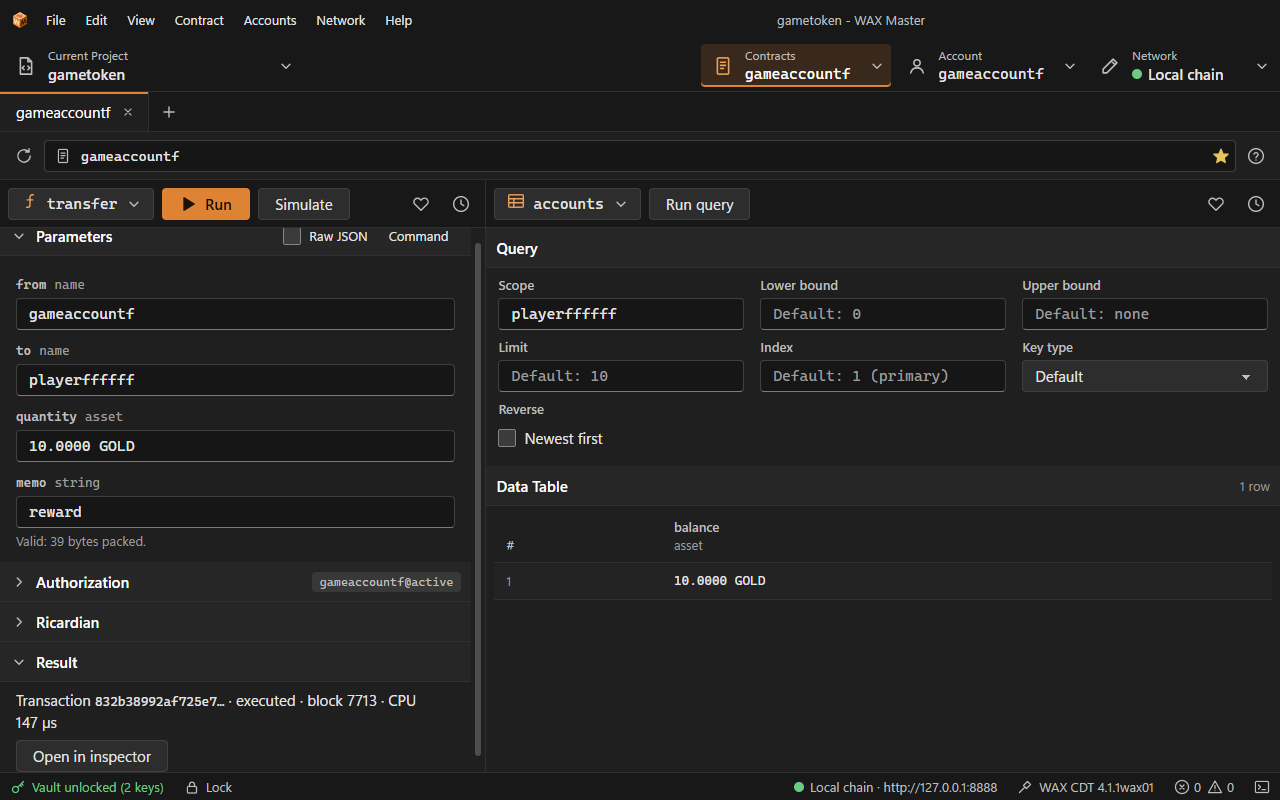 File Edit View Contract Accounts Network Help
gametoken - WAX Master
Current Project
gametoken
Contracts
gameaccountf
Account
gameaccountf
Network
Local chain
gameaccountf
gameaccountf
transfer
Run
Simulate
accounts
Run query
Parameters
Raw JSON
Command
from name
gameaccountf
to name
playerffffff
quantity asset
10.0000 GOLD
memo string
reward
Valid: 39 bytes packed.
Authorization
gameaccountf@active
Ricardian
Result
Transaction 832b38992af725e7… · executed · block 7713 · CPU
147 µs
Open in inspector
Query
Scope
playerffffff
Lower bound
Default: 0
Upper bound
Default: none
Limit
Default: 10
Index
Default: 1 (primary)
Key type
Default
Reverse
Newest first
Data Table
1 row
#
balance
asset
1
10.0000 GOLD
Vault unlocked (2 keys)
Lock
Local chain · http://127.0.0.1:8888
WAX CDT 4.1.1wax01
0
0